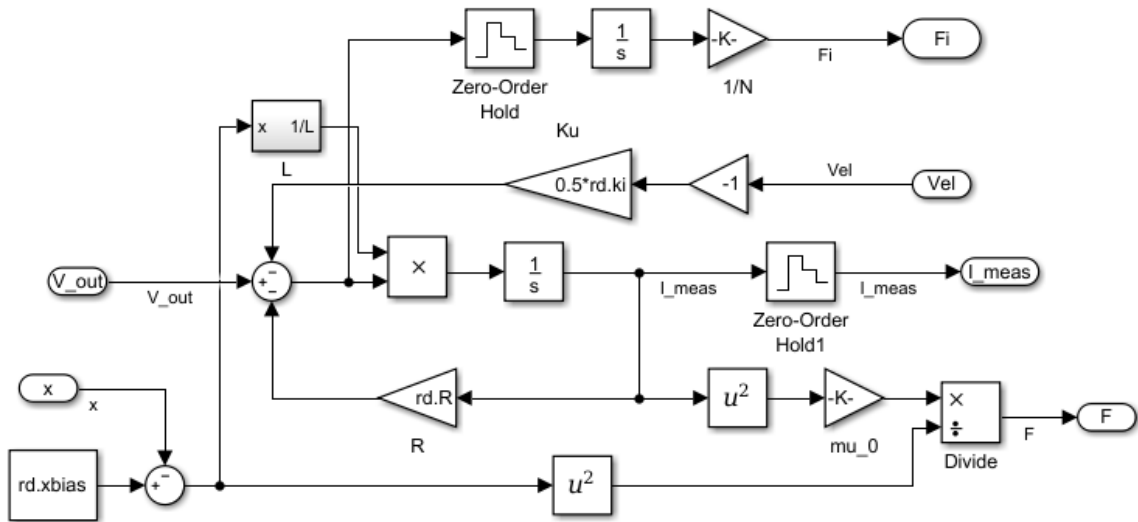 Zero-Order
Hold
1
s
-K-
1/N
Fi
Fi
x 1/L
L
Ku
0.5*rd.ki
-1
Vel
Vel
V_out
V_out
+
−
−
×
1
s
I_meas
Zero-Order
Hold1
I_meas
I_meas
x
x
rd.R
R
u²
-K-
mu_0
×
÷
Divide
F
F
rd.xbias
+
−
u²